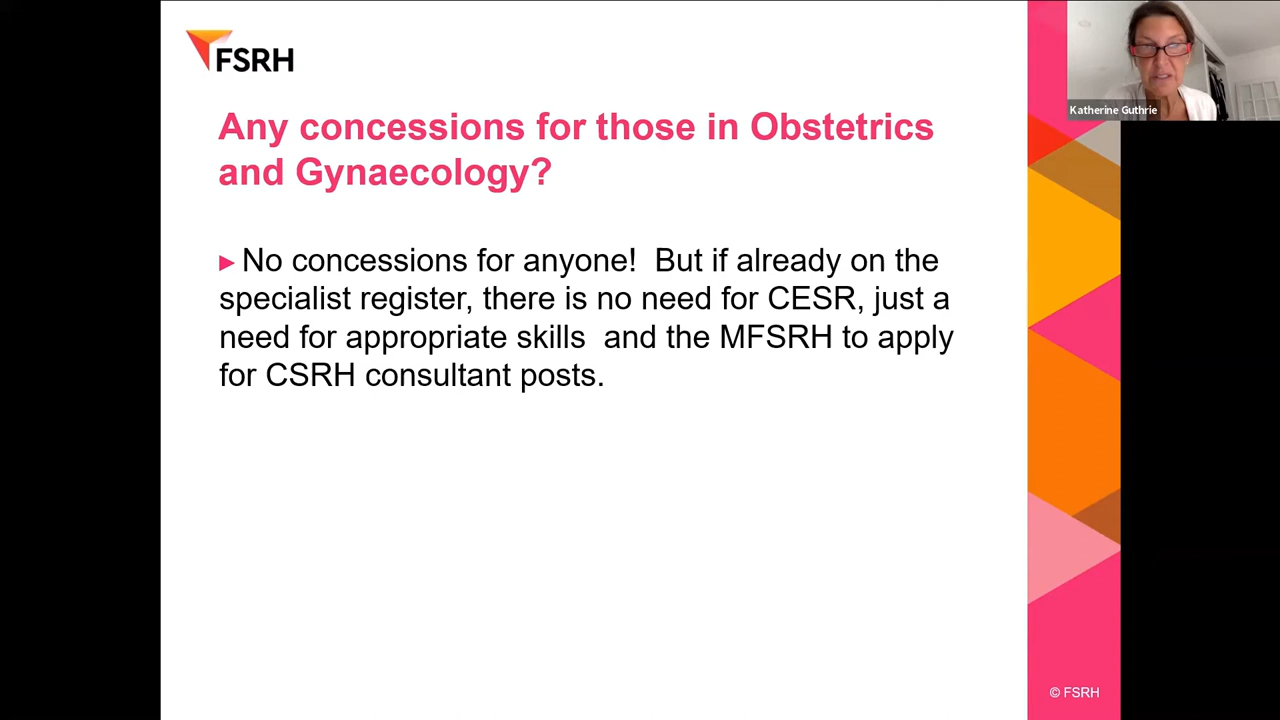 FSRH
Any concessions for those in Obstetrics
and Gynaecology?
No concessions for anyone!  But if already on the
specialist register, there is no need for CESR, just a
need for appropriate skills  and the MFSRH to apply
for CSRH consultant posts.
Katherine Guthrie
© FSRH